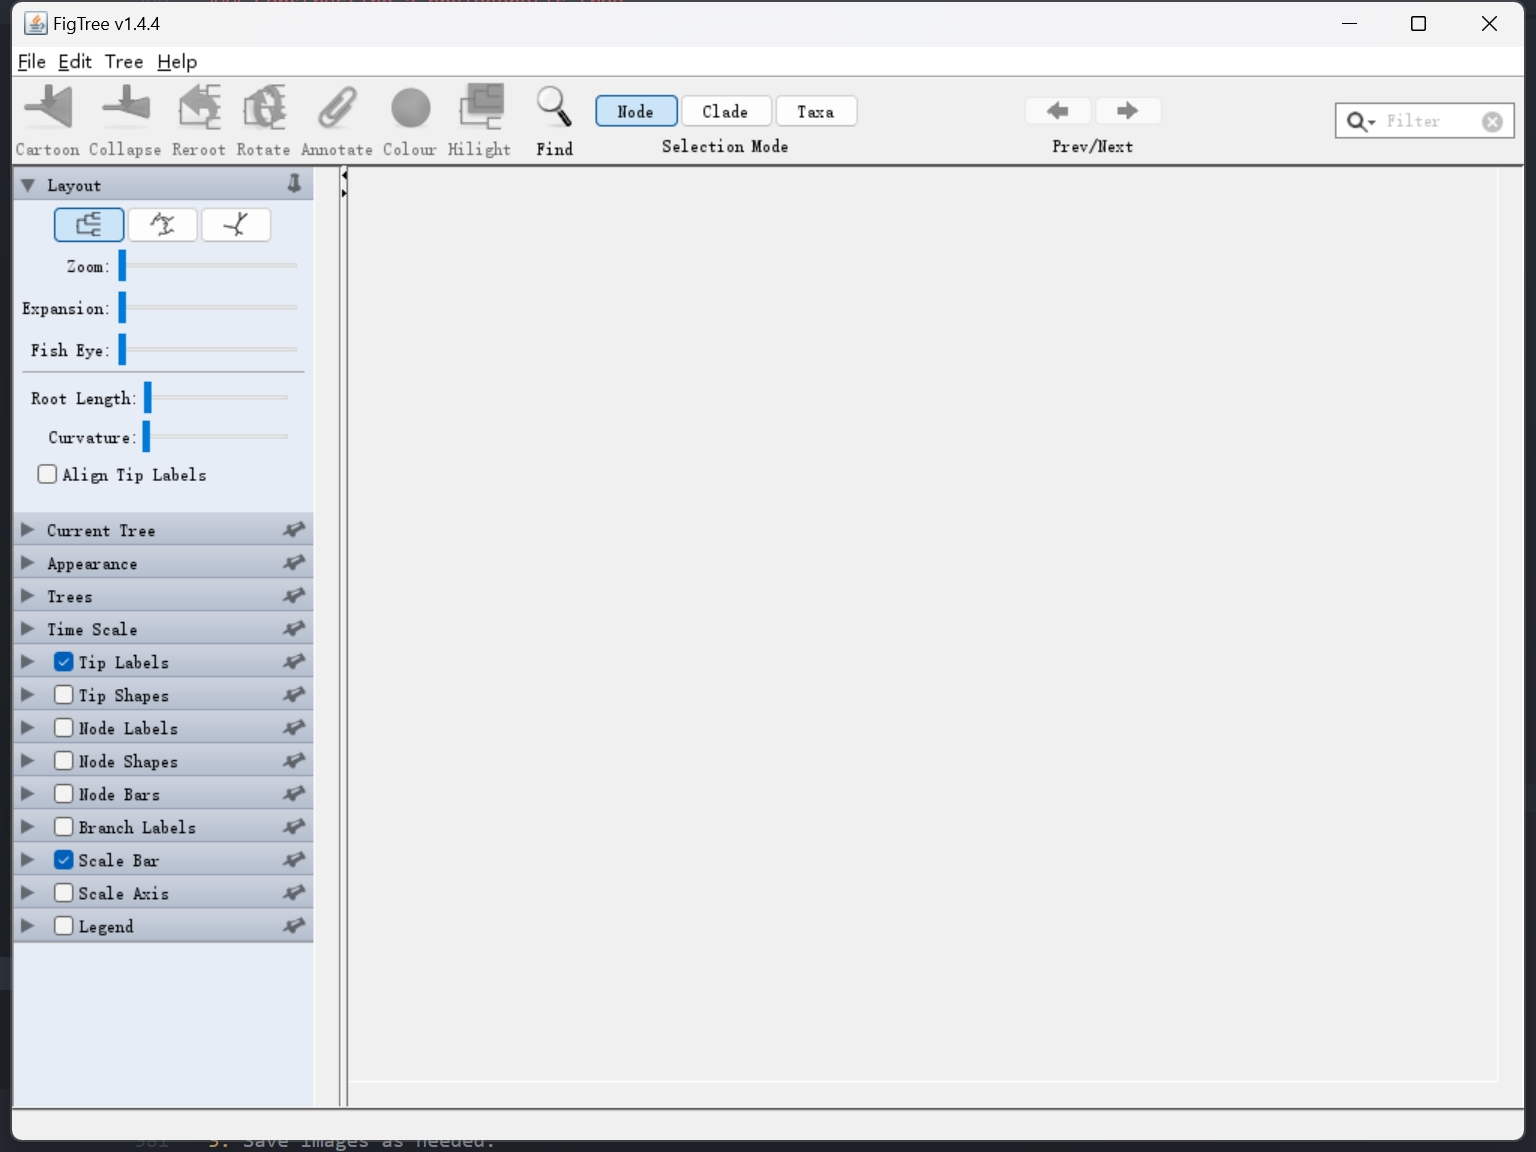 FigTree v1.4.4
File Edit Tree Help
Cartoon Collapse Reroot Rotate Annotate Colour Hilight Find
Node Clade Taxa
Selection Mode
Prev/Next
Filter
Layout
Zoom:
Expansion:
Fish Eye:
Root Length:
Curvature:
Align Tip Labels
Current Tree
Appearance
Trees
Time Scale
Tip Labels
Tip Shapes
Node Labels
Node Shapes
Node Bars
Branch Labels
Scale Bar
Scale Axis
Legend
381 5. Save images as needed.